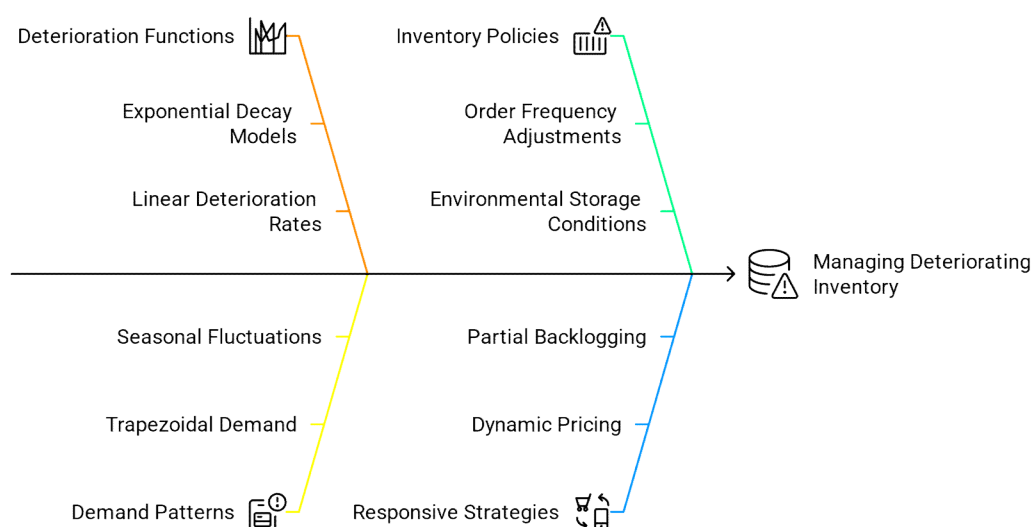 Deterioration Functions
Exponential Decay
Models
Linear Deterioration
Rates
Inventory Policies
Order Frequency
Adjustments
Environmental Storage
Conditions
Managing Deteriorating
Inventory
Seasonal Fluctuations
Trapezoidal Demand
Demand Patterns
Partial Backlogging
Dynamic Pricing
Responsive Strategies